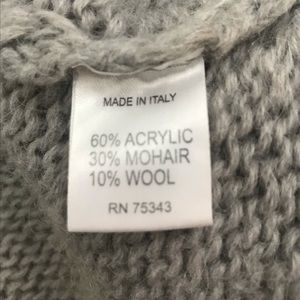 MADE IN ITALY
60% ACRYLIC
30% MOHAIR
10% WOOL
RN 75343